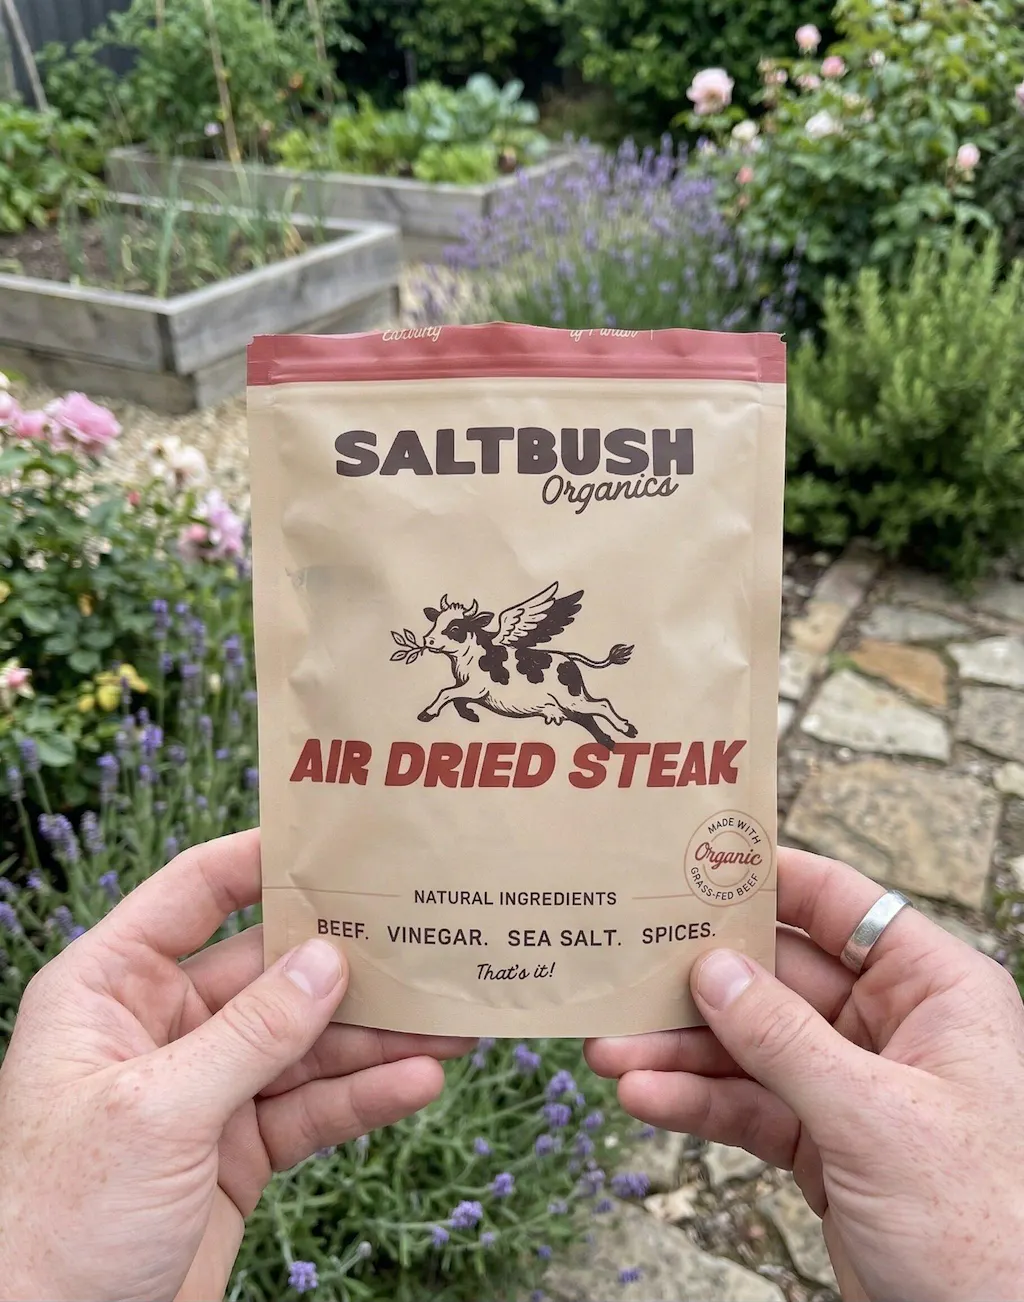 SALTBUSH
Organics
AIR DRIED STEAK
MADE WITH
Organic
GRASS-FED BEEF
NATURAL INGREDIENTS
BEEF. VINEGAR. SEA SALT. SPICES.
That's it!